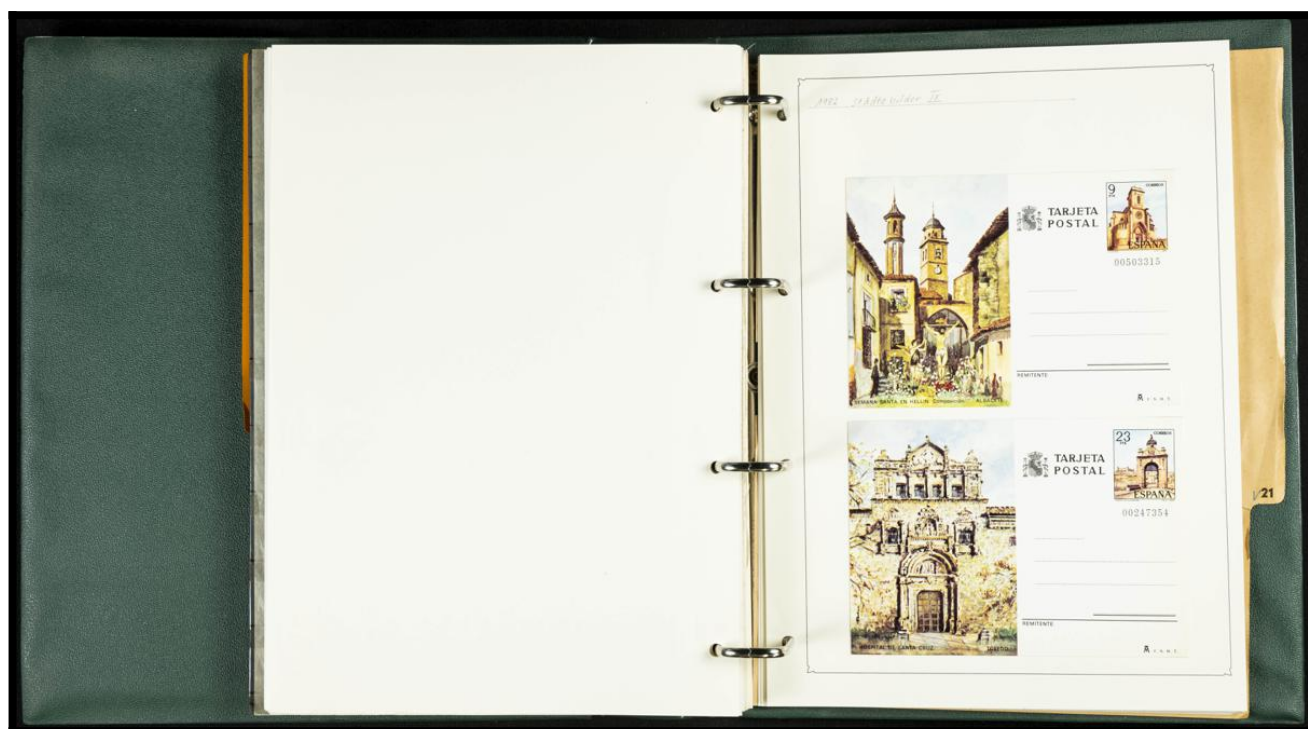 9
CORREOS
TARJETA
POSTAL
ESPAÑA
00503315
REMITENTE
SEMANA SANTA EN HELLIN ALBACETE
23
CORREOS
TARJETA
POSTAL
ESPAÑA
00247354
REMITENTE
HOSPITAL DE SANTA CRUZ TOLEDO
21